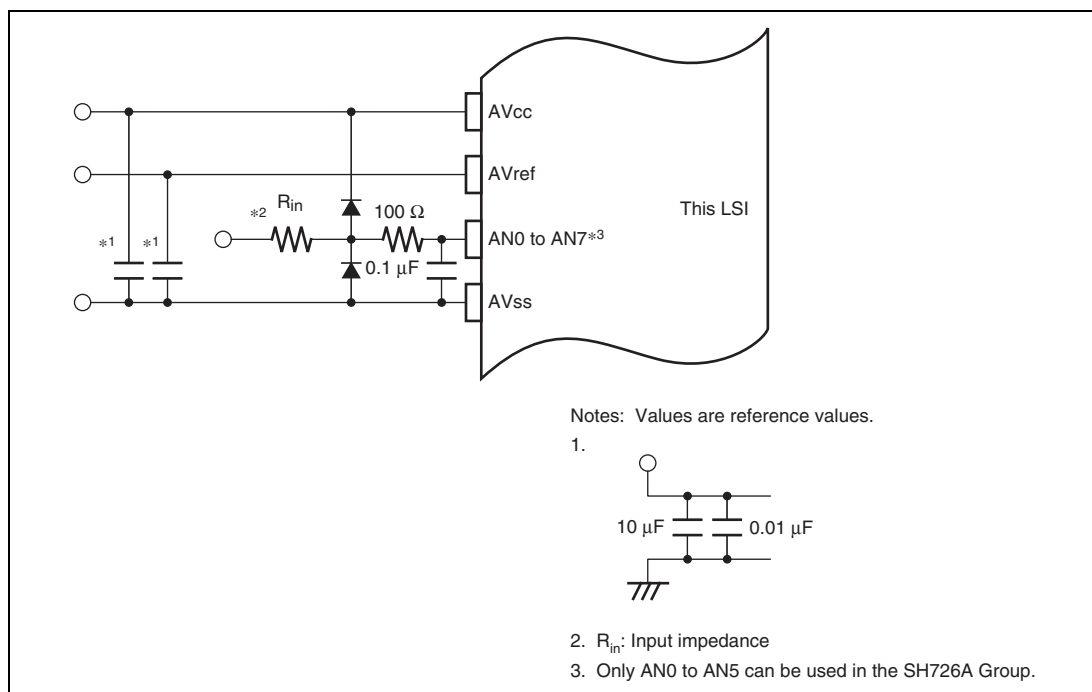 AVcc
AVref
*2 Rin
100 Ω
This LSI
*1 *1
AN0 to AN7*3
0.1 μF
AVss
Notes: Values are reference values.
1.
10 μF 0.01 μF
2. Rin: Input impedance
3. Only AN0 to AN5 can be used in the SH726A Group.